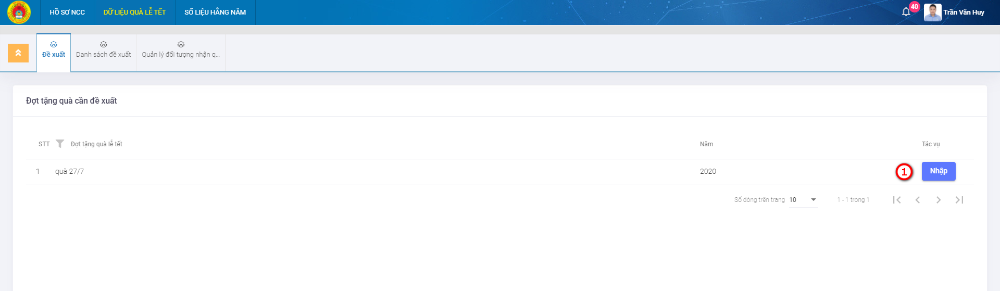 HỒ SƠ NCC
DỮ LIỆU QUÀ LỄ TẾT
SỐ LIỆU HẰNG NĂM
40
Trần Văn Huy
Đề xuất
Danh sách đề xuất
Quản lý đối tượng nhận q...
Đợt tặng quà cần đề xuất
STT Đợt tặng quà lễ tết Năm Tác vụ
1 quà 27/7 2020 1 Nhập
Số dòng trên trang 10 1 - 1 trong 1